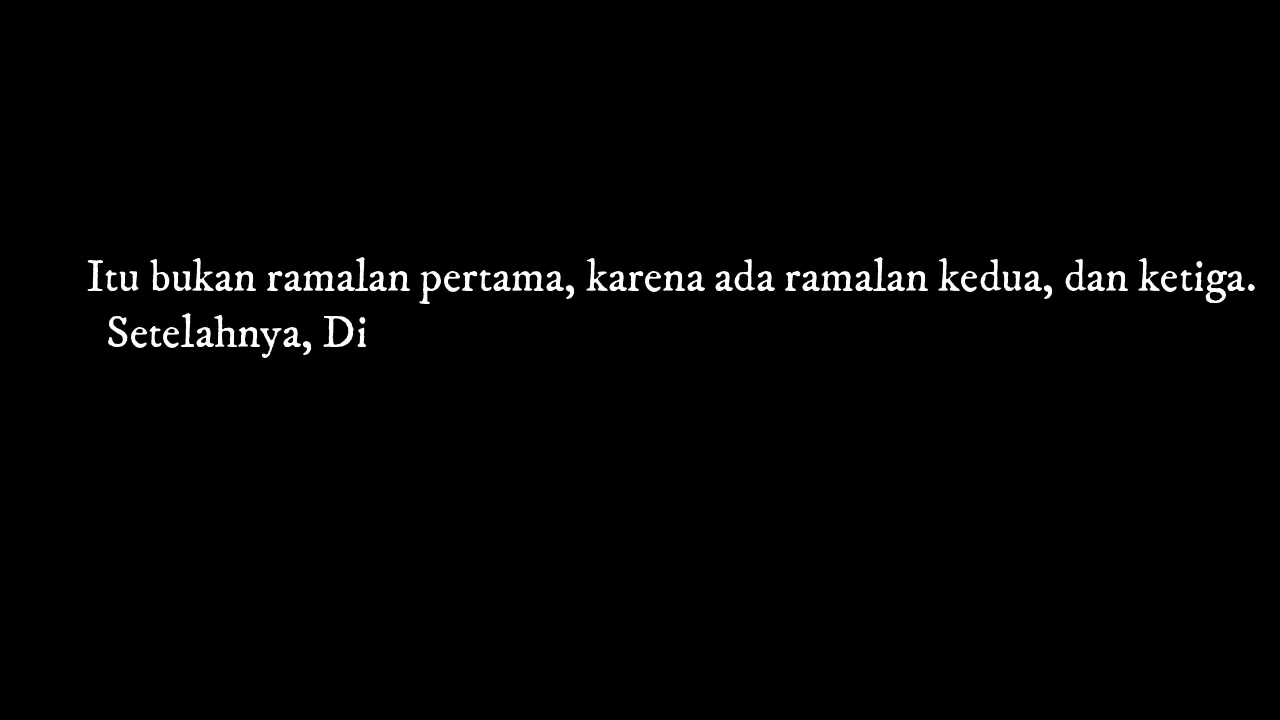 Itu bukan ramalan pertama, karena ada ramalan kedua, dan ketiga.
Setelahnya, Di